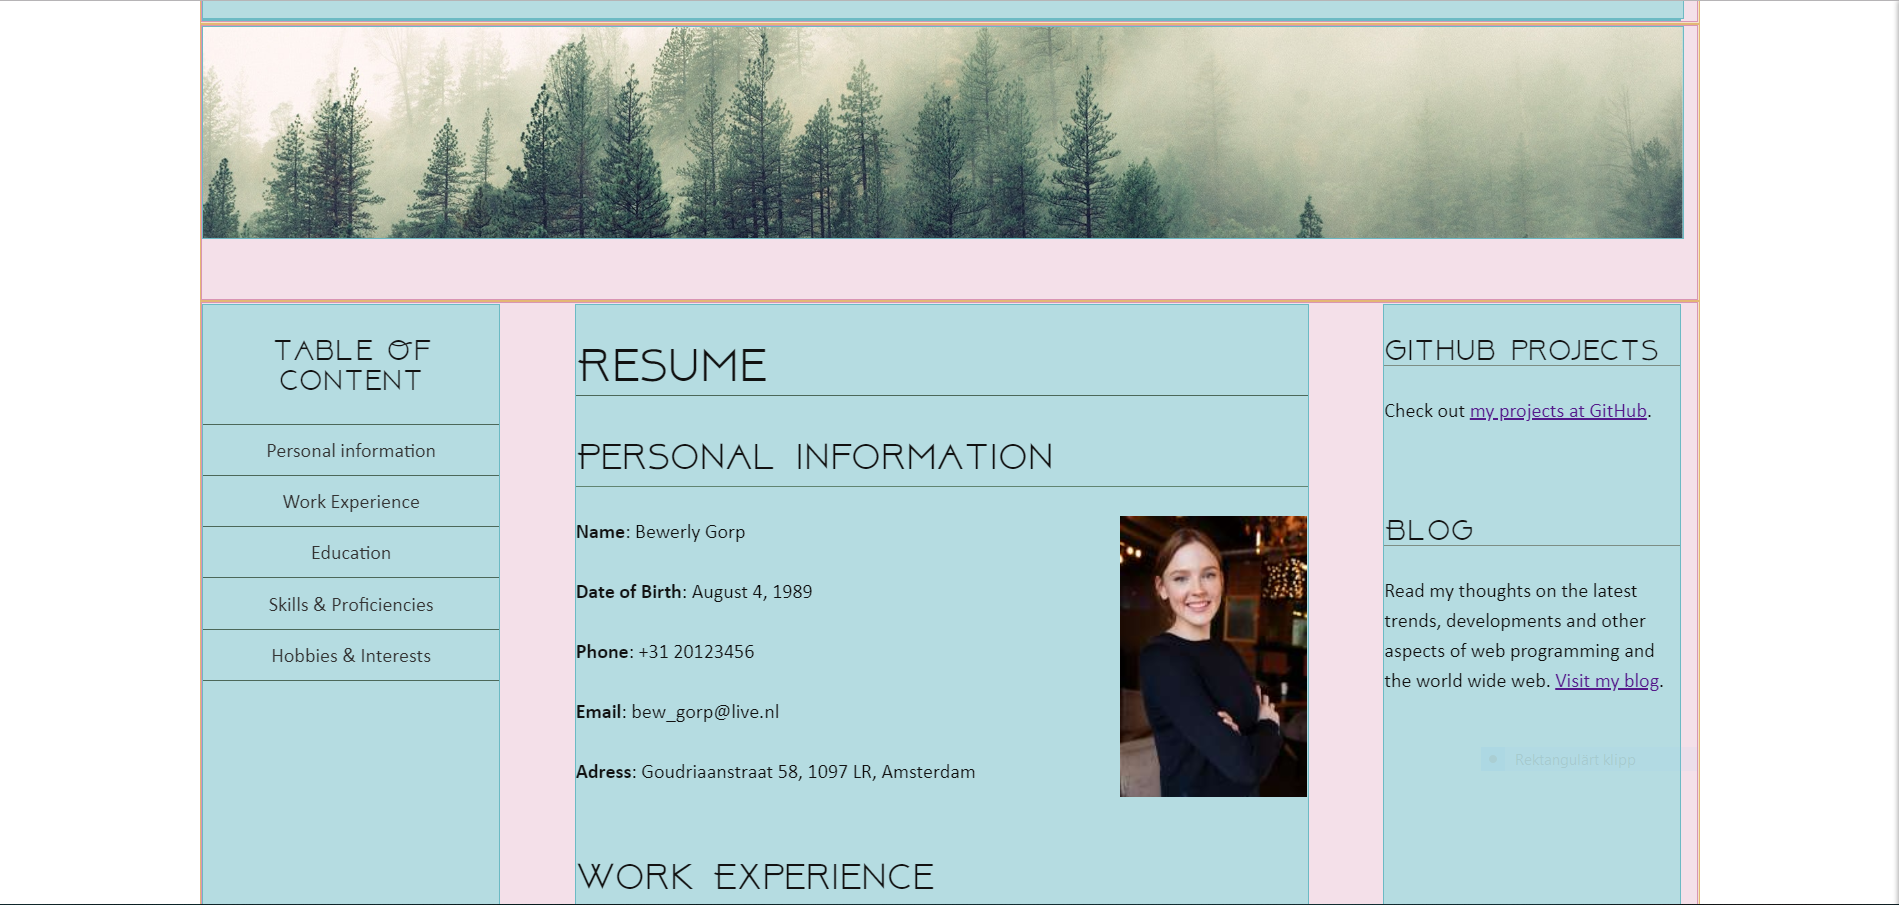 TABLE OF
CONTENT
Personal information
Work Experience
Education
Skills & Proficiencies
Hobbies & Interests
RESUME
PERSONAL INFORMATION
Name: Bewerly Gorp
Date of Birth: August 4, 1989
Phone: +31 20123456
Email: bew_gorp@live.nl
Adress: Goudriaanstraat 58, 1097 LR, Amsterdam
WORK EXPERIENCE
GITHUB PROJECTS
Check out my projects at GitHub.
BLOG
Read my thoughts on the latest
trends, developments and other
aspects of web programming and
the world wide web. Visit my blog.
Rektangulärt klipp